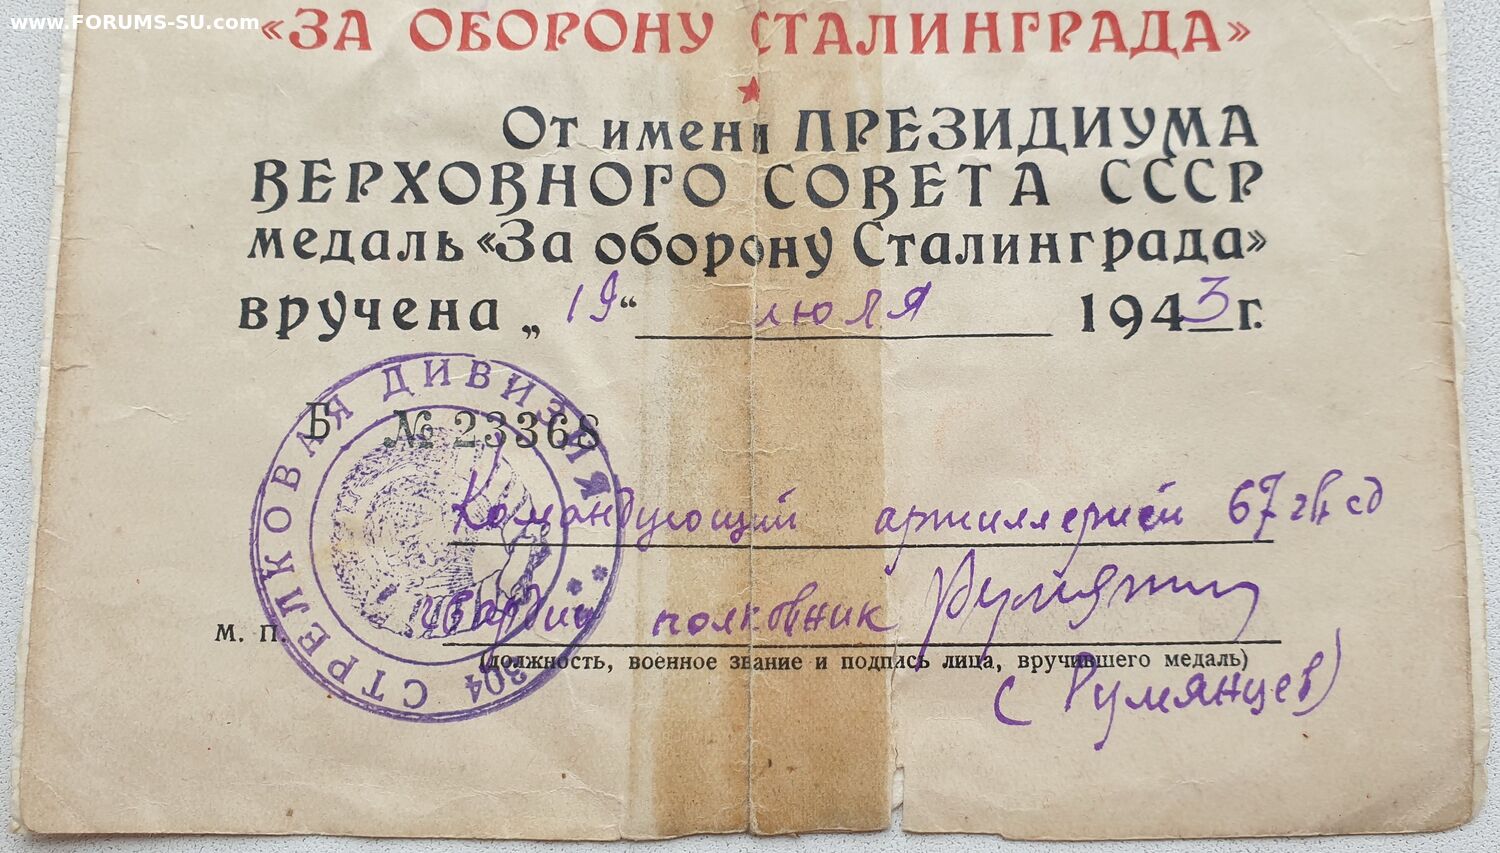 www.FORUMS-SU.com
«ЗА ОБОРОНУ СТАЛИНГРАДА»
От имени ПРЕЗИДИУМА
ВЕРХОВНОГО СОВЕТА СССР
медаль «За оборону Сталинграда»
вручена „19“ июля 1943 г.
304 СТРЕЛКОВАЯ ДИВИЗИЯ
Б № 23368
Командующий артиллерией 67 гв сд
гвардии полковник
М. П.
(должность, военное звание и подпись лица, вручившего медаль)
(Румянцев)